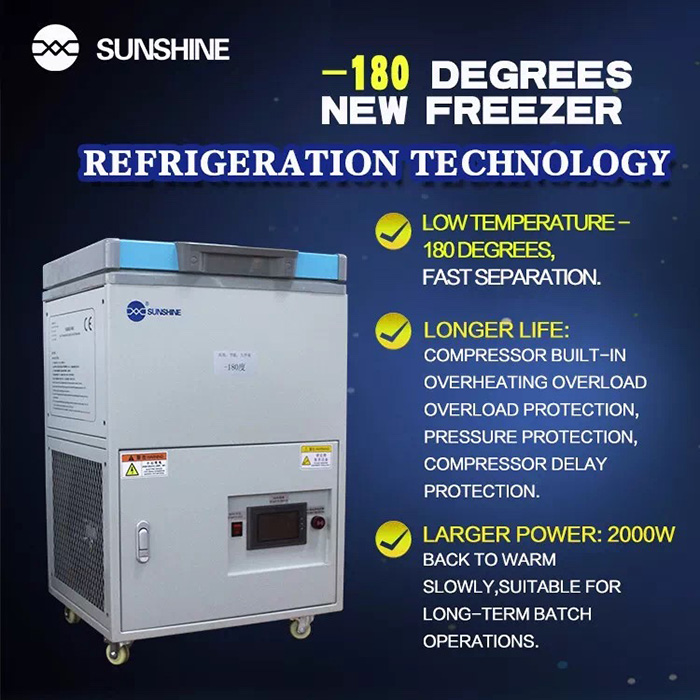 SUNSHINE
-180 DEGREES
NEW FREEZER
REFRIGERATION TECHNOLOGY
LOW TEMPERATURE –
180 DEGREES,
FAST SEPARATION.
LONGER LIFE:
COMPRESSOR BUILT-IN
OVERHEATING OVERLOAD
OVERLOAD PROTECTION,
PRESSURE PROTECTION,
COMPRESSOR DELAY
PROTECTION.
LARGER POWER: 2000W
BACK TO WARM
SLOWLY,SUITABLE FOR
LONG-TERM BATCH
OPERATIONS.
SUNSHINE
®
CE
-180度